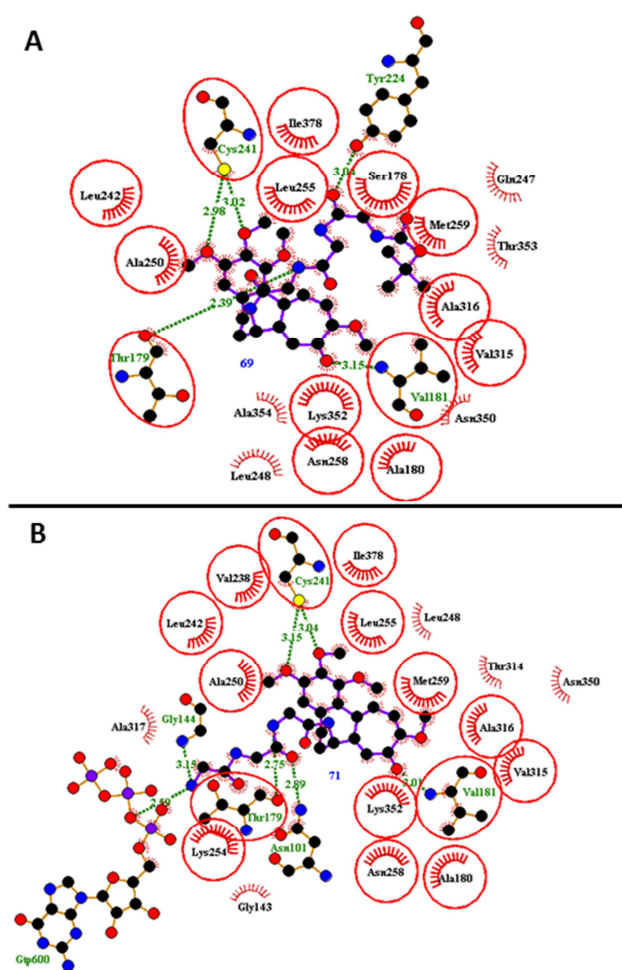 A
Tyr224
Cys241
Ile378
3.04
Ser178
Gln247
Leu255
Leu242
3.02
2.98
Met259
Thr353
Ala250
Ala316
2.39
Val315
Thr179
69
3.15
Val181
Ala354
Lys352
Asn350
Asn258
Ala180
Leu248
B
Cys241
Ile378
Val238
Leu242
Leu255
Leu248
3.15
3.04
Ala250
Met259
Thr314
Asn350
Gly144
Ala317
Ala316
71
Val315
3.15
2.75
2.89
Lys352
Val181
Thr179
Lys254
Asn101
Asn258
Ala180
Gly143
Gtp600